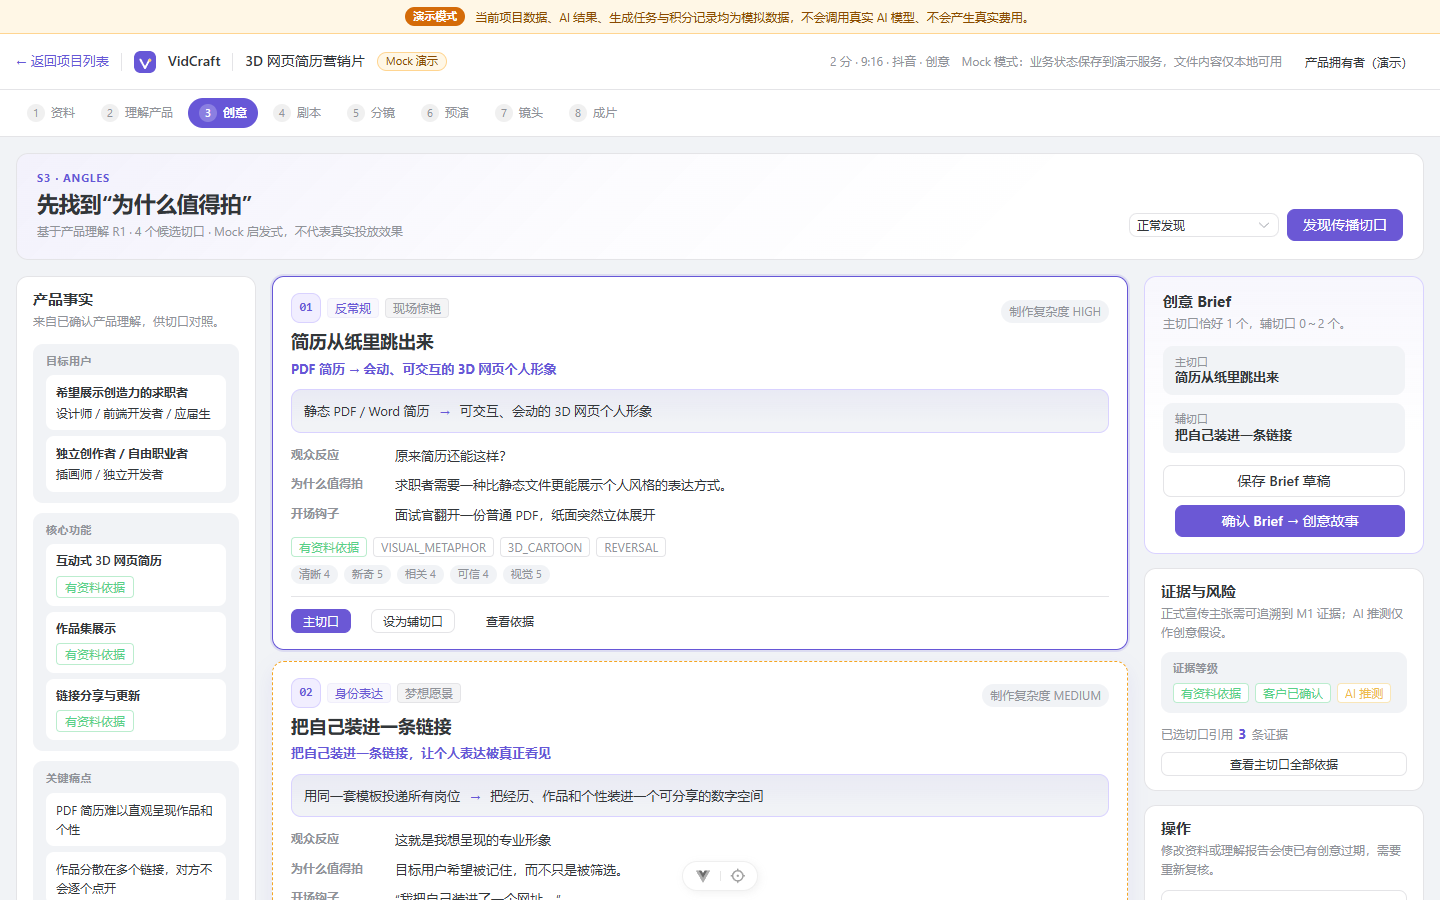 演示模式 当前项目数据、AI 结果、生成任务与积分记录均为模拟数据，不会调用真实 AI 模型、不会产生真实费用。
← 返回项目列表 VidCraft 3D 网页简历营销片 Mock 演示 2 分 · 9:16 · 抖音 · 创意 Mock 模式：业务状态保存到演示服务，文件内容仅本地可用 产品拥有者（演示）
1 资料 2 理解产品 3 创意 4 剧本 5 分镜 6 预演 7 镜头 8 成片
S3 · ANGLES
先找到“为什么值得拍”
基于产品理解 R1 · 4 个候选切口 · Mock 启发式，不代表真实投放效果
正常发现 发现传播切口
产品事实
来自已确认产品理解，供切口对照。
目标用户
希望展示创造力的求职者
设计师 / 前端开发者 / 应届生
独立创作者 / 自由职业者
插画师 / 独立开发者
核心功能
互动式 3D 网页简历
有资料依据
作品集展示
有资料依据
链接分享与更新
有资料依据
关键痛点
PDF 简历难以直观呈现作品和
个性
作品分散在多个链接，对方不
会逐个点开
01 反常规 现场惊艳 制作复杂度 HIGH
简历从纸里跳出来
PDF 简历 → 会动、可交互的 3D 网页个人形象
静态 PDF / Word 简历 → 可交互、会动的 3D 网页个人形象
观众反应 原来简历还能这样？
为什么值得拍 求职者需要一种比静态文件更能展示个人风格的表达方式。
开场钩子 面试官翻开一份普通 PDF，纸面突然立体展开
有资料依据 VISUAL_METAPHOR 3D_CARTOON REVERSAL
清晰 4 新奇 5 相关 4 可信 4 视觉 5
主切口 设为辅切口 查看依据
02 身份表达 梦想愿景 制作复杂度 MEDIUM
把自己装进一条链接
把自己装进一条链接，让个人表达被真正看见
用同一套模板投递所有岗位 → 把经历、作品和个性装进一个可分享的数字空间
观众反应 这就是我想呈现的专业形象
为什么值得拍 目标用户希望被记住，而不只是被筛选。
开场钩子 “我把自己装进了一个网址。”
创意 Brief
主切口恰好 1 个，辅切口 0～2 个。
主切口
简历从纸里跳出来
辅切口
把自己装进一条链接
保存 Brief 草稿
确认 Brief → 创意故事
证据与风险
正式宣传主张需可追溯到 M1 证据；AI 推测仅
作创意假设。
证据等级
有资料依据 客户已确认 AI 推测
已选切口引用 3 条证据
查看主切口全部依据
操作
修改资料或理解报告会使已有创意过期，需要
重新复核。